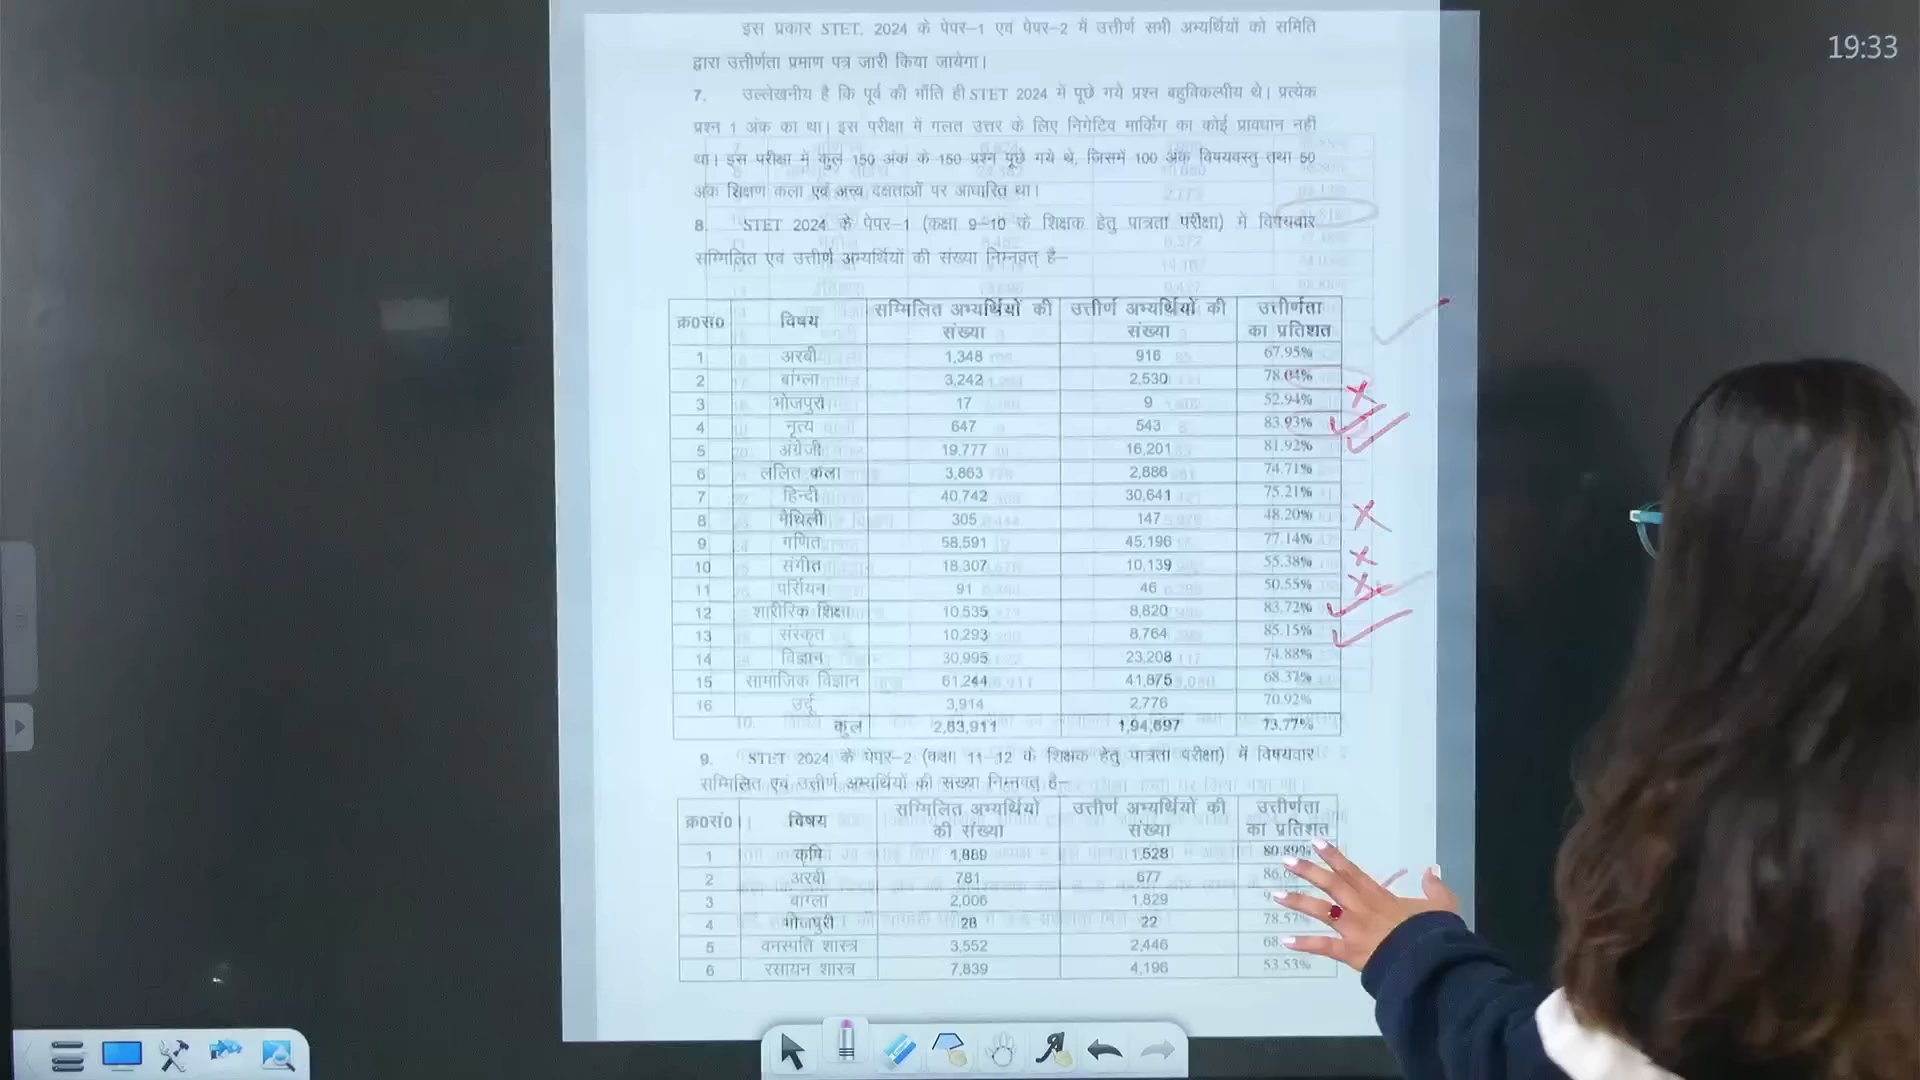 19:33
इस प्रकार STET, 2024 के पेपर–1 एवं पेपर–2 में उत्तीर्ण सभी अभ्यर्थियों को समिति
द्वारा उत्तीर्णता प्रमाण पत्र जारी किया जायेगा।
7. उल्लेखनीय है कि पूर्व की भाँति ही STET 2024 में पूछे गये प्रश्न बहुविकल्पीय थे। प्रत्येक
प्रश्न 1 अंक का था। इस परीक्षा में गलत उत्तर के लिए निगेटिव मार्किंग का कोई प्रावधान नहीं
था। इस परीक्षा में कुल 150 अंक के 150 प्रश्न पूछे गये थे, जिसमें 100 अंक विषयवस्तु तथा 50
अंक शिक्षण कला एवं अन्य दक्षताओं पर आधारित था।
8. STET 2024 के पेपर–1 (कक्षा 9–10 के शिक्षक हेतु पात्रता परीक्षा) में विषयवार
सम्मिलित एवं उत्तीर्ण अभ्यर्थियों की संख्या निम्नवत् है–
क्र0सं0 विषय सम्मिलित अभ्यर्थियों की संख्या उत्तीर्ण अभ्यर्थियों की संख्या उत्तीर्णता का प्रतिशत
1 अरबी 1,348 916 67.95%
2 बांग्ला 3,242 2,530 78.04%
3 भोजपुरी 17 9 52.94%
4 नृत्य 647 543 83.93%
5 अंग्रेजी 19,777 16,201 81.92%
6 ललित कला 3,863 2,886 74.71%
7 हिन्दी 40,742 30,641 75.21%
8 मैथिली 305 147 48.20%
9 गणित 58,591 45,196 77.14%
10 संगीत 18,307 10,139 55.38%
11 पर्सियन 91 46 50.55%
12 शारीरिक शिक्षा 10,535 8,820 83.72%
13 संस्कृत 10,293 8,764 85.15%
14 विज्ञान 30,995 23,208 74.88%
15 सामाजिक विज्ञान 61,244 41,875 68.37%
16 उर्दू 3,914 2,776 70.92%
कुल 2,63,911 1,94,697 73.77%
9. STET 2024 के पेपर–2 (कक्षा 11–12 के शिक्षक हेतु पात्रता परीक्षा) में विषयवार
सम्मिलित एवं उत्तीर्ण अभ्यर्थियों की संख्या निम्नवत् है–
क्र0सं0 विषय सम्मिलित अभ्यर्थियों की संख्या उत्तीर्ण अभ्यर्थियों की संख्या उत्तीर्णता का प्रतिशत
1 कृषि 1,889 1,528 80.89%
2 अरबी 781 677
3 बांग्ला 2,006 1,829
4 भोजपुरी 28 22 78.57%
5 वनस्पति शास्त्र 3,552 2,446
6 रसायन शास्त्र 7,839 4,196 53.53%